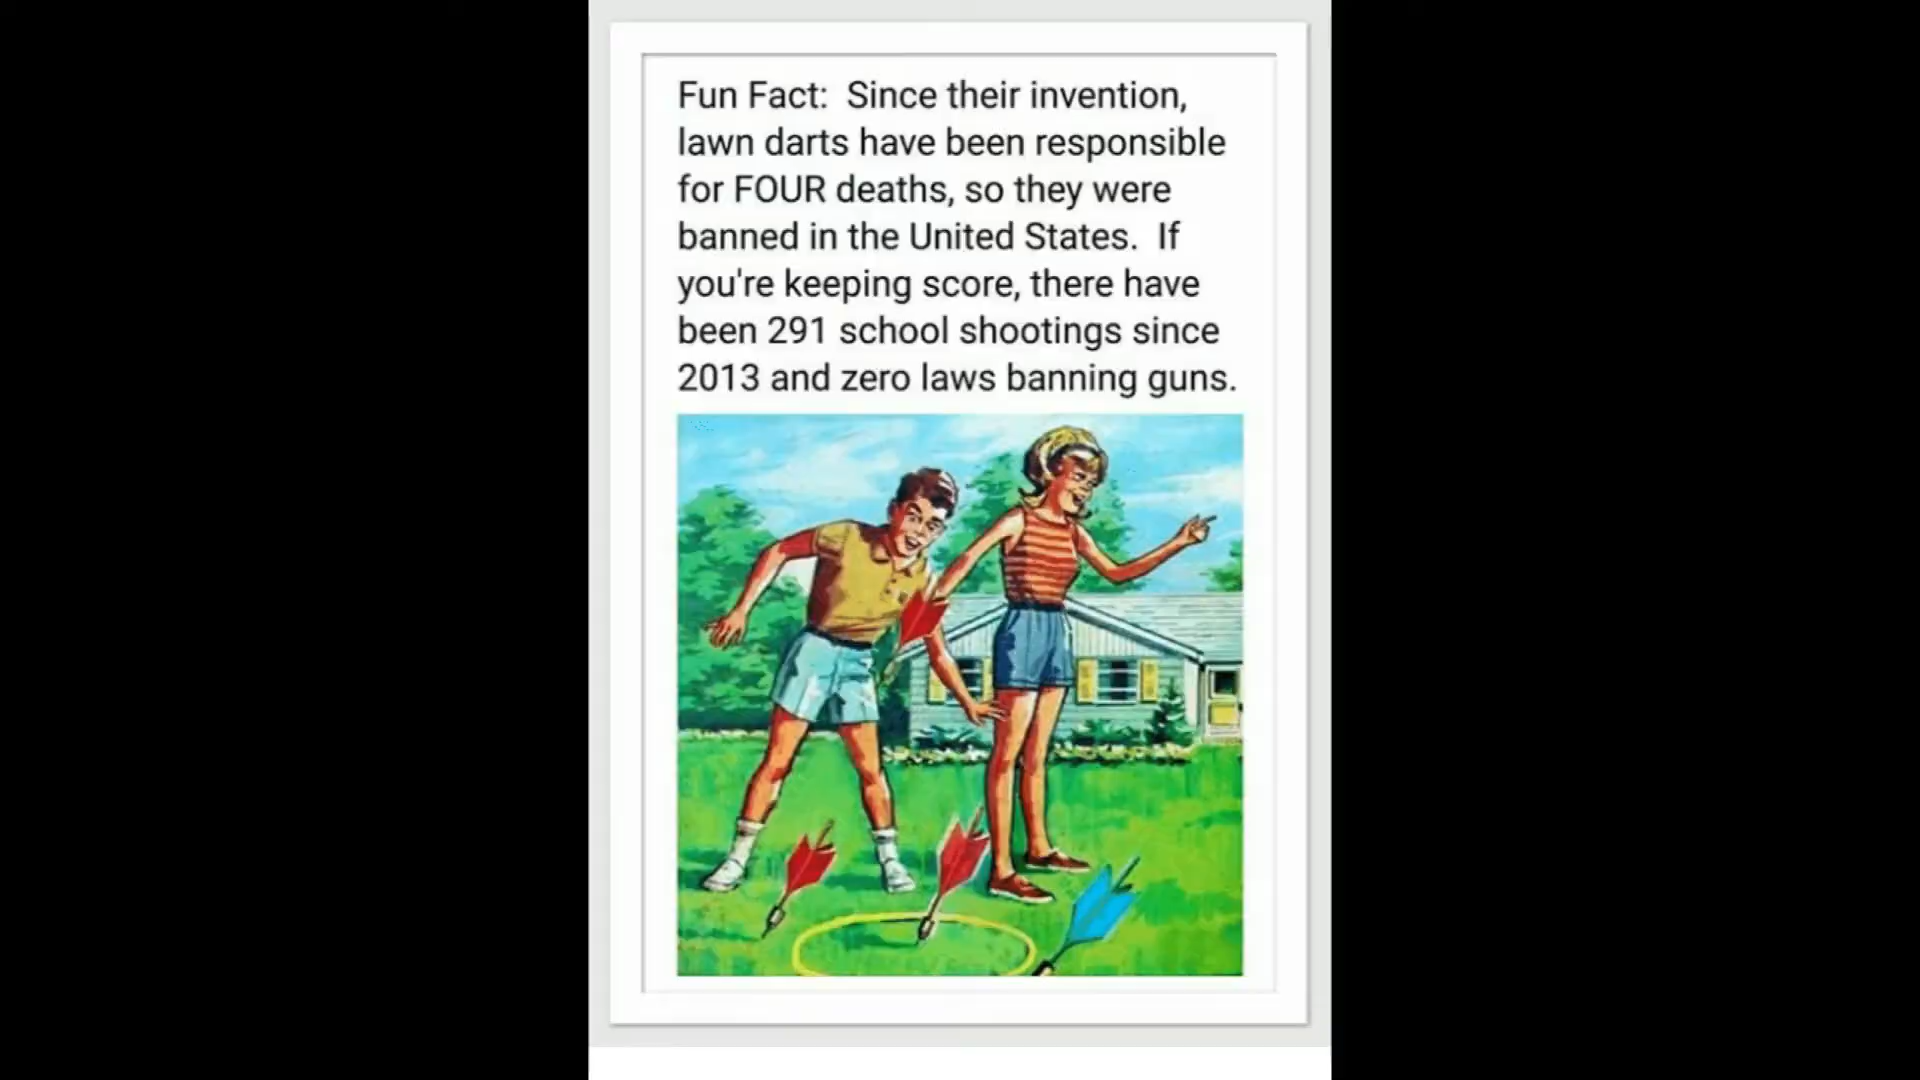 Fun Fact:  Since their invention,
lawn darts have been responsible
for FOUR deaths, so they were
banned in the United States.  If
you're keeping score, there have
been 291 school shootings since
2013 and zero laws banning guns.